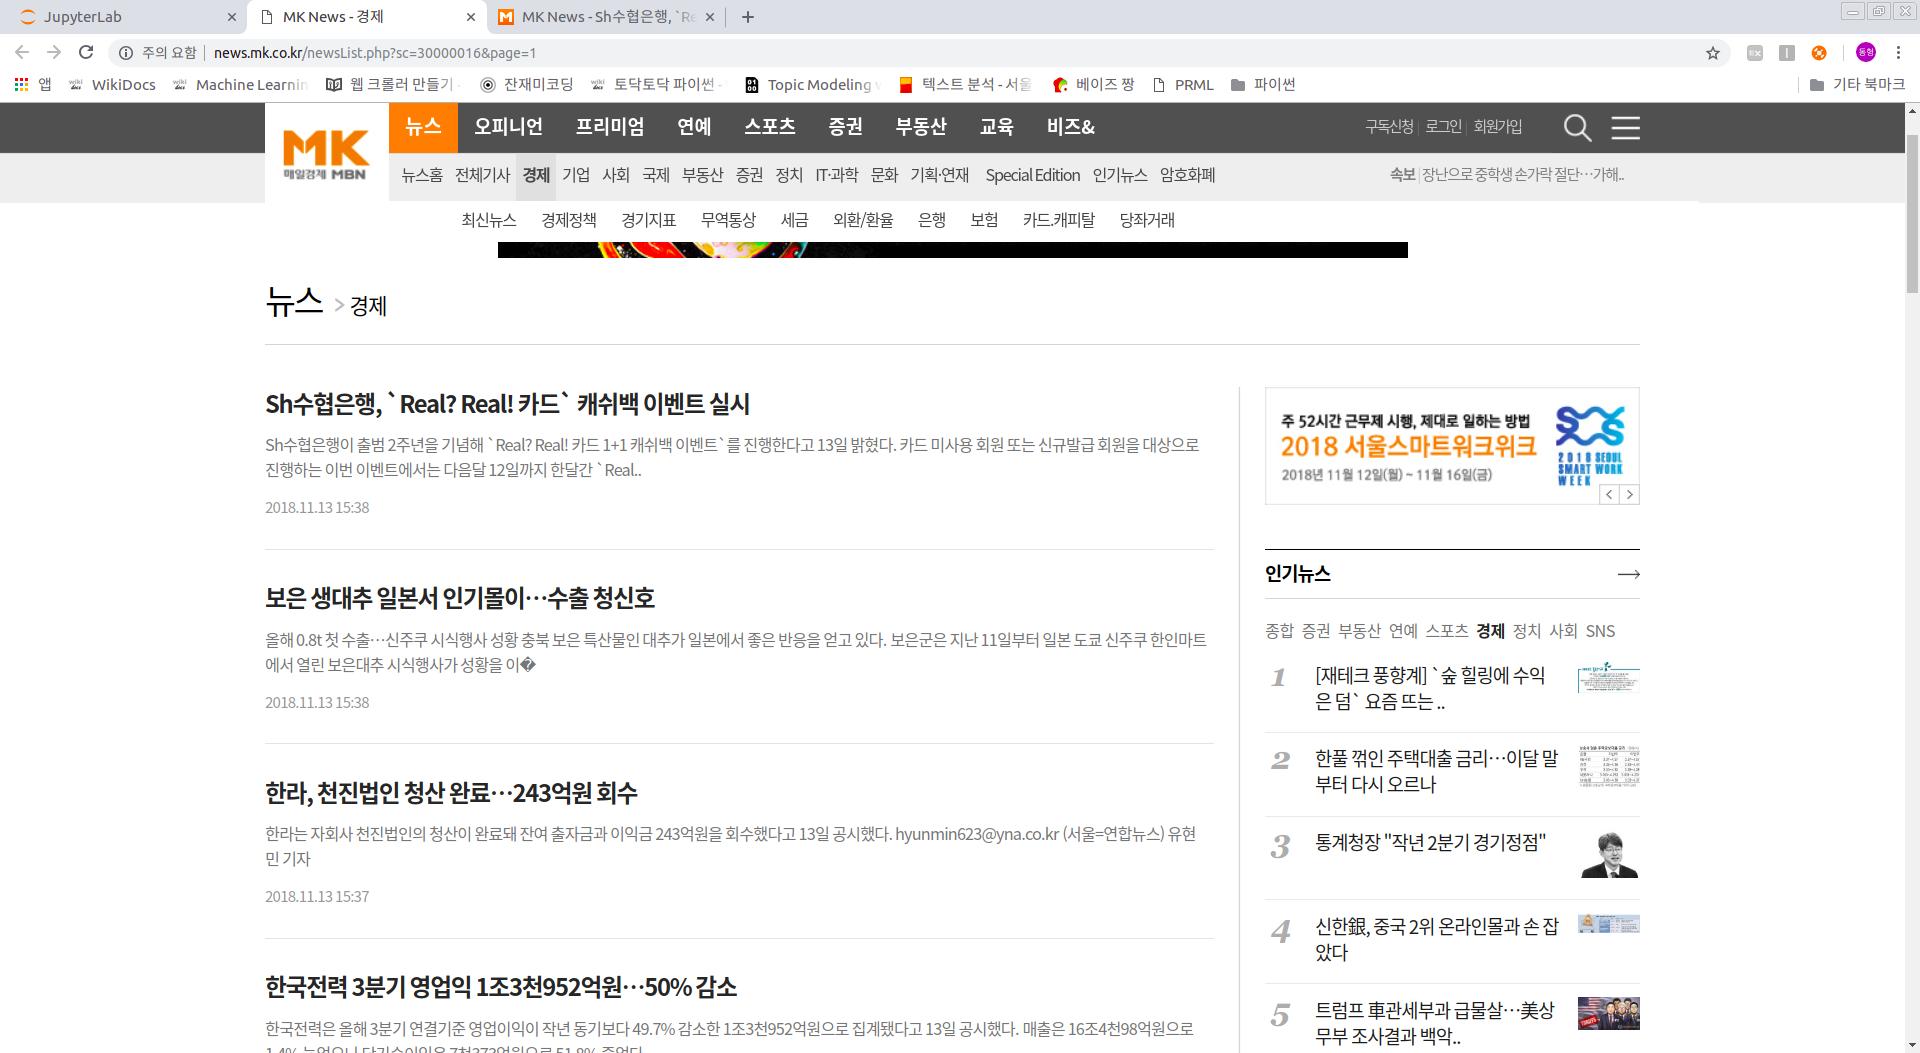 JupyterLab
MK News - 경제
MK News - Sh수협은행, `Re
주의 요함
news.mk.co.kr/newsList.php?sc=30000016&page=1
동형
앱
WikiDocs
Machine Learnin
웹 크롤러 만들기 -
잔재미코딩
토닥토닥 파이썬 -
Topic Modeling
텍스트 분석 - 서울
베이즈 짱
PRML
파이썬
기타 북마크
MK
매일경제 MBN
뉴스 오피니언 프리미엄 연예 스포츠 증권 부동산 교육 비즈&
구독신청 로그인 회원가입
뉴스홈 전체기사 경제 기업 사회 국제 부동산 증권 정치 IT·과학 문화 기획·연재 Special Edition 인기뉴스 암호화폐
속보 장난으로 중학생 손가락 절단…가해..
최신뉴스 경제정책 경기지표 무역통상 세금 외환/환율 은행 보험 카드.캐피탈 당좌거래
뉴스 > 경제
Sh수협은행, `Real? Real! 카드` 캐쉬백 이벤트 실시
Sh수협은행이 출범 2주년을 기념해 `Real? Real! 카드 1+1 캐쉬백 이벤트`를 진행한다고 13일 밝혔다. 카드 미사용 회원 또는 신규발급 회원을 대상으로
진행하는 이번 이벤트에서는 다음달 12일까지 한달간 `Real..
2018.11.13 15:38
보은 생대추 일본서 인기몰이…수출 청신호
올해 0.8t 첫 수출…신주쿠 시식행사 성황 충북 보은 특산물인 대추가 일본에서 좋은 반응을 얻고 있다. 보은군은 지난 11일부터 일본 도쿄 신주쿠 한인마트
에서 열린 보은대추 시식행사가 성황을 이�
2018.11.13 15:38
한라, 천진법인 청산 완료…243억원 회수
한라는 자회사 천진법인의 청산이 완료돼 잔여 출자금과 이익금 243억원을 회수했다고 13일 공시했다. hyunmin623@yna.co.kr (서울=연합뉴스) 유현
민 기자
2018.11.13 15:37
한국전력 3분기 영업익 1조3천952억원…50% 감소
한국전력은 올해 3분기 연결기준 영업이익이 작년 동기보다 49.7% 감소한 1조3천952억원으로 집계됐다고 13일 공시했다. 매출은 16조4천98억원으로
주 52시간 근무제 시행, 제대로 일하는 방법
2018 서울스마트워크위크
2018년 11월 12일(월) ~ 11월 16일(금)
2018 SEOUL
SMART WORK
WEEK
인기뉴스
종합 증권 부동산 연예 스포츠 경제 정치 사회 SNS
1 [재테크 풍향계] `숲 힐링에 수익
은 덤` 요즘 뜨는 ..
2 한풀 꺾인 주택대출 금리…이달 말
부터 다시 오르나
3 통계청장 "작년 2분기 경기정점"
4 신한銀, 중국 2위 온라인몰과 손 잡
았다
5 트럼프 車관세부과 급물살…美상
무부 조사결과 백악..